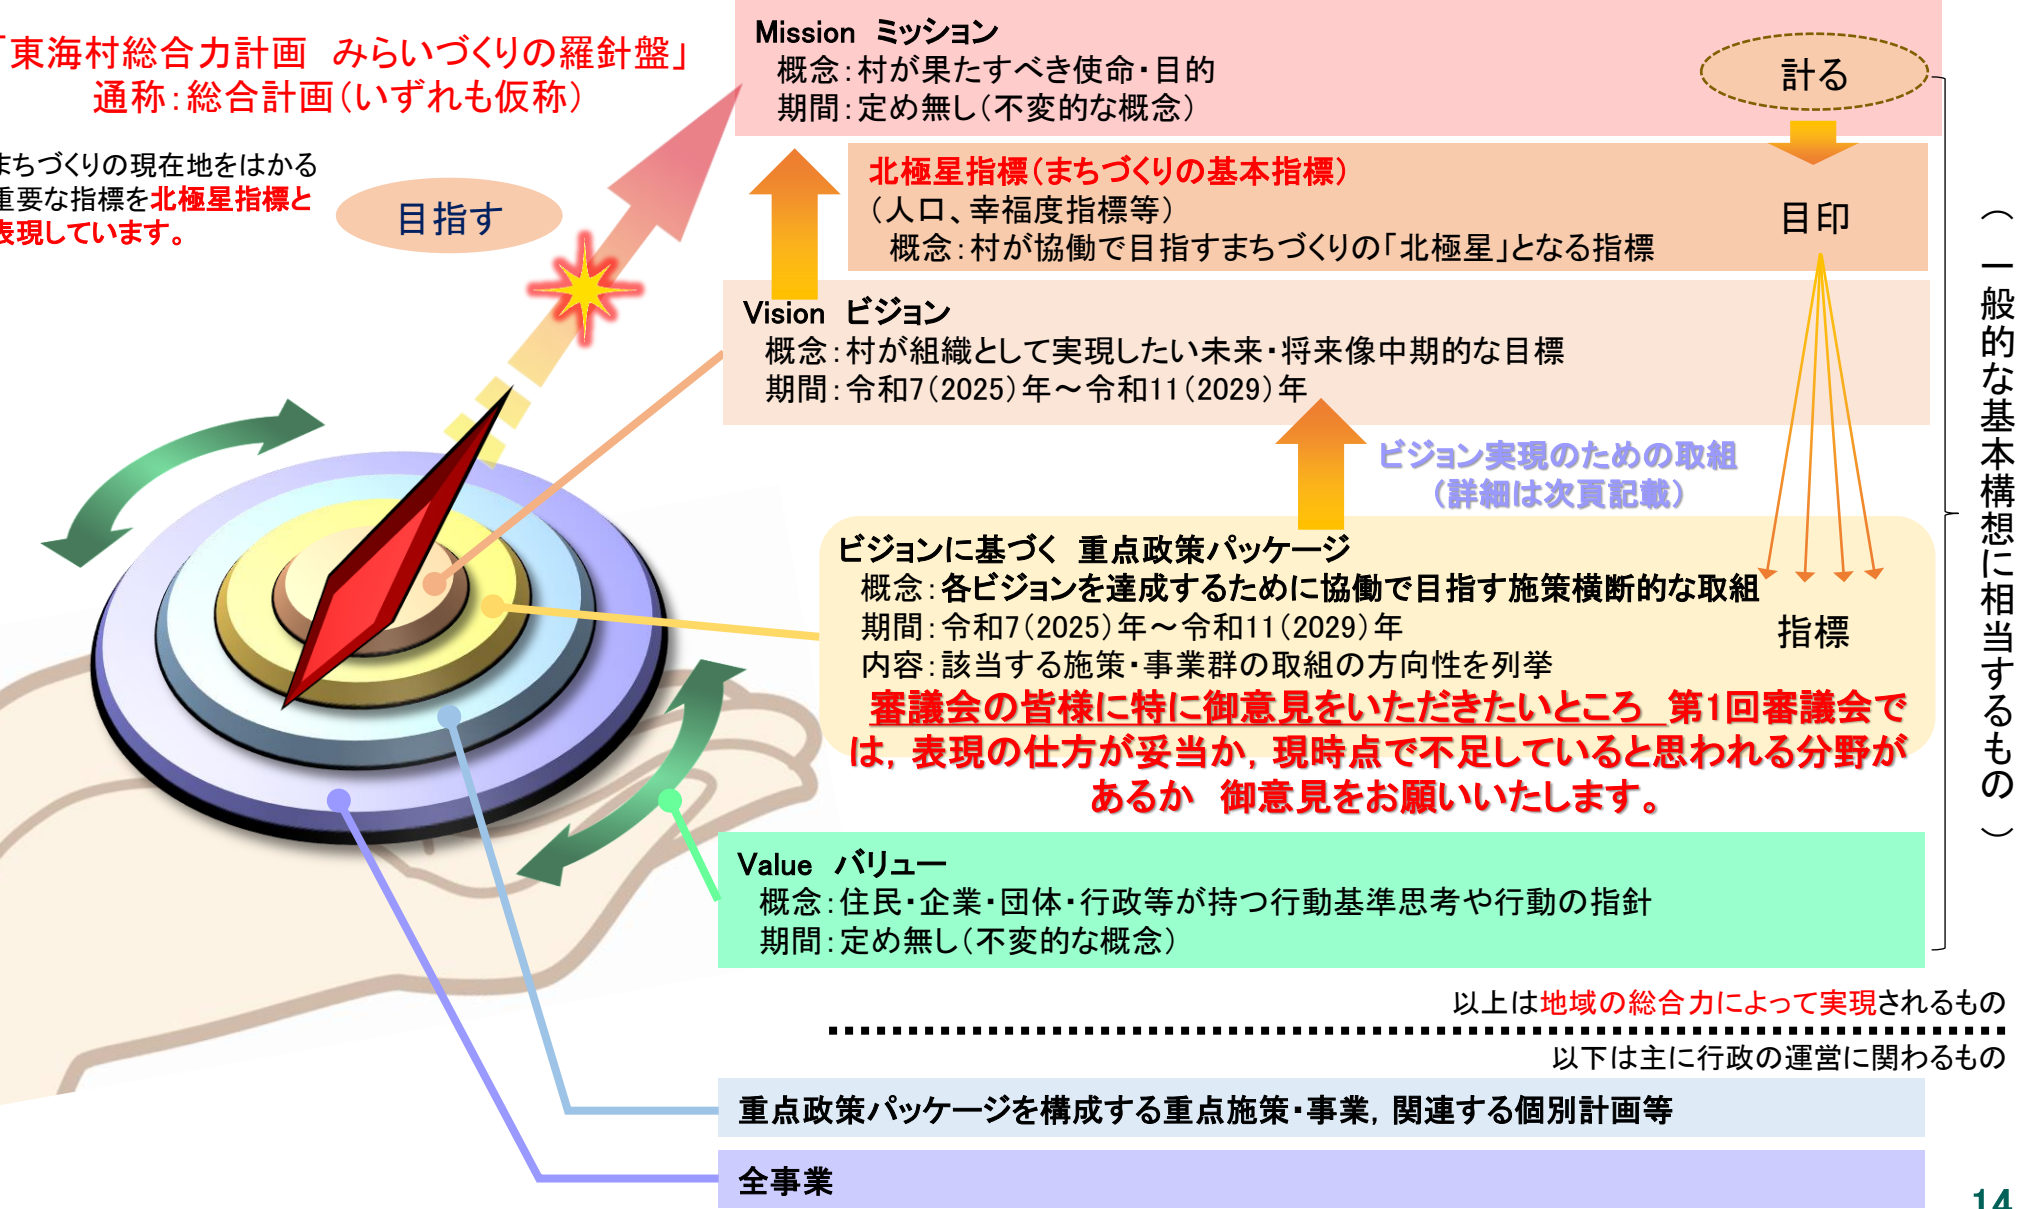 「東海村総合力計画　みらいづくりの羅針盤」
通称：総合計画（いずれも仮称）
まちづくりの現在地をはかる
重要な指標を北極星指標と
表現しています。
目指す
Mission ミッション
概念：村が果たすべき使命・目的
期間：定め無し（不変的な概念）
計る
北極星指標（まちづくりの基本指標）
（人口、幸福度指標等）
概念：村が協働で目指すまちづくりの「北極星」となる指標
目印
Vision ビジョン
概念：村が組織として実現したい未来・将来像中期的な目標
期間：令和7（2025）年～令和11（2029）年
ビジョン実現のための取組
（詳細は次頁記載）
ビジョンに基づく 重点政策パッケージ
概念：各ビジョンを達成するために協働で目指す施策横断的な取組
期間：令和7（2025）年～令和11（2029）年
内容：該当する施策・事業群の取組の方向性を列挙
指標
審議会の皆様に特に御意見をいただきたいところ 第1回審議会で
は，表現の仕方が妥当か，現時点で不足していると思われる分野が
あるか　御意見をお願いいたします。
Value バリュー
概念：住民・企業・団体・行政等が持つ行動基準思考や行動の指針
期間：定め無し（不変的な概念）
（一般的な基本構想に相当するもの）
以上は地域の総合力によって実現されるもの
以下は主に行政の運営に関わるもの
重点政策パッケージを構成する重点施策・事業，関連する個別計画等
全事業
14